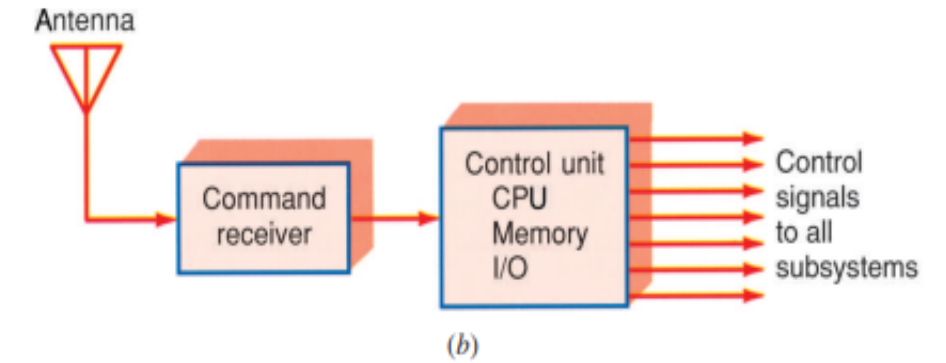 Antenna
Command
receiver
Control unit
CPU
Memory
I/O
Control
signals
to all
subsystems
(b)